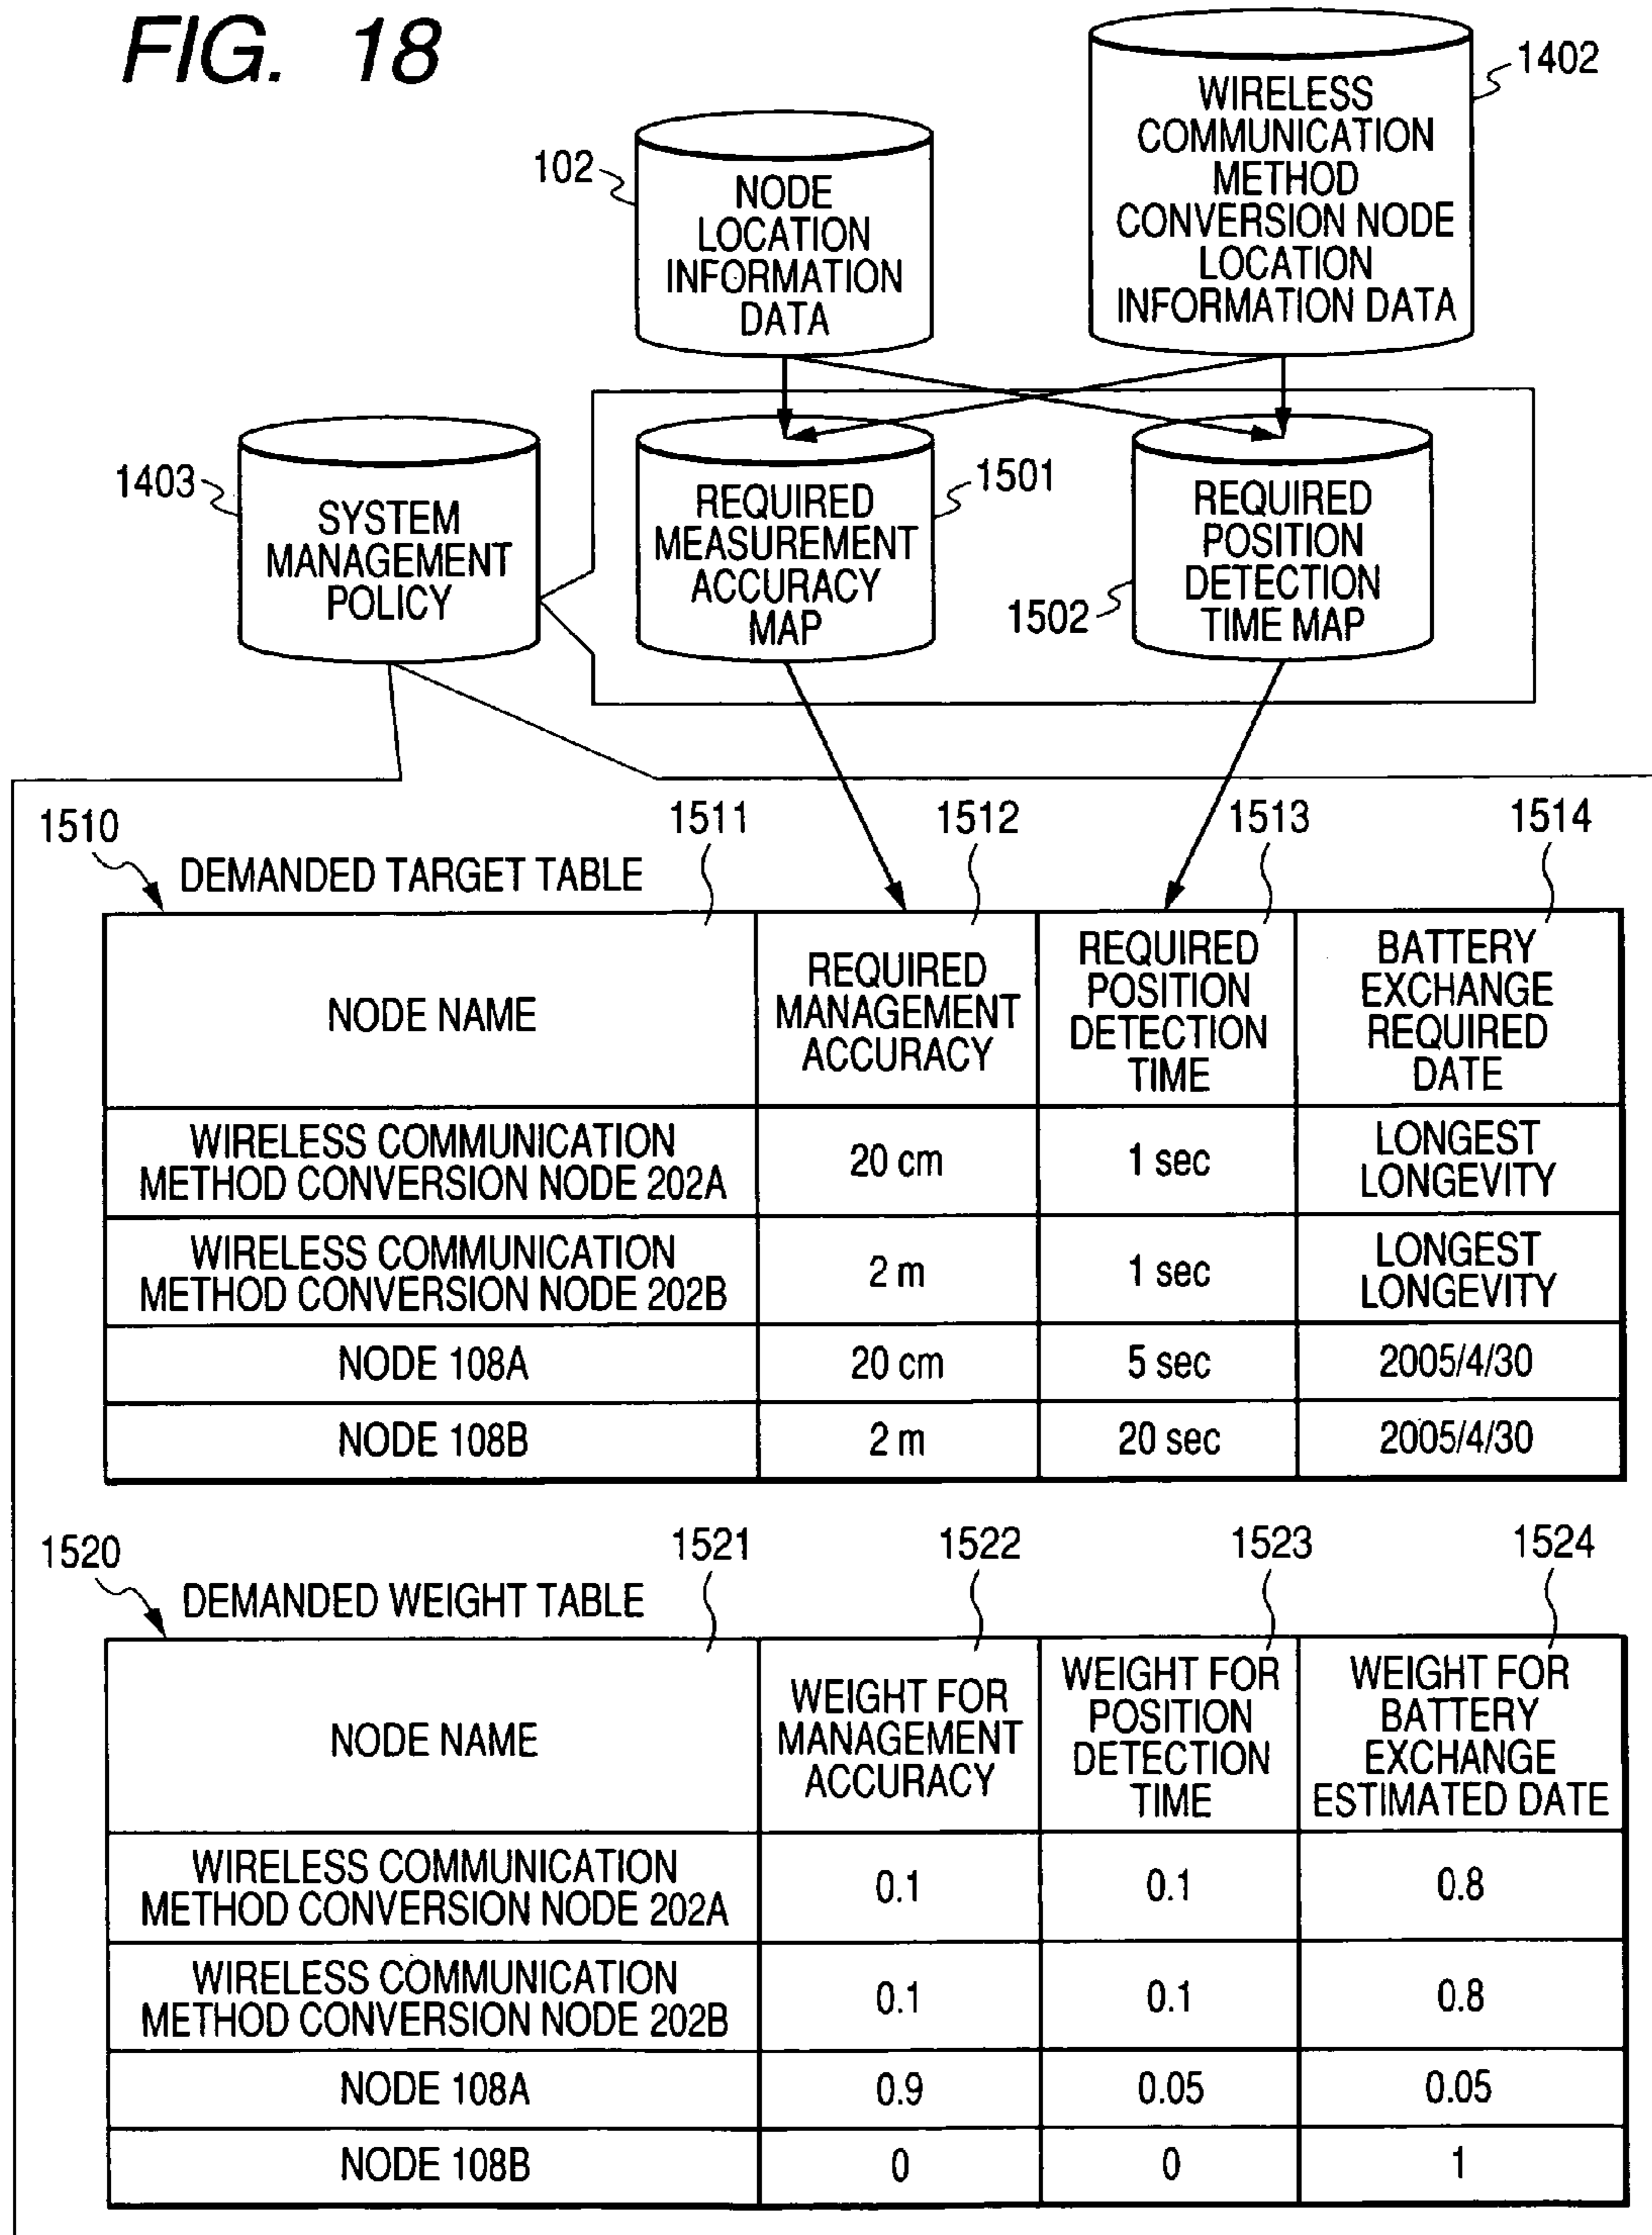 FIG. 18
1402
WIRELESS
COMMUNICATION
METHOD
CONVERSION NODE
LOCATION
INFORMATION DATA
102
NODE
LOCATION
INFORMATION
DATA
1403
SYSTEM
MANAGEMENT
POLICY
1501
REQUIRED
MEASUREMENT
ACCURACY
MAP
1502
REQUIRED
POSITION
DETECTION
TIME MAP
1510
DEMANDED TARGET TABLE
1511
1512
1513
1514
NODE NAME
REQUIRED
MANAGEMENT
ACCURACY
REQUIRED
POSITION
DETECTION
TIME
BATTERY
EXCHANGE
REQUIRED
DATE
WIRELESS COMMUNICATION
METHOD CONVERSION NODE 202A
20 cm
1 sec
LONGEST
LONGEVITY
WIRELESS COMMUNICATION
METHOD CONVERSION NODE 202B
2 m
1 sec
LONGEST
LONGEVITY
NODE 108A
20 cm
5 sec
2005/4/30
NODE 108B
2 m
20 sec
2005/4/30
1520
DEMANDED WEIGHT TABLE
1521
1522
1523
1524
NODE NAME
WEIGHT FOR
MANAGEMENT
ACCURACY
WEIGHT FOR
POSITION
DETECTION
TIME
WEIGHT FOR
BATTERY
EXCHANGE
ESTIMATED DATE
WIRELESS COMMUNICATION
METHOD CONVERSION NODE 202A
0.1
0.1
0.8
WIRELESS COMMUNICATION
METHOD CONVERSION NODE 202B
0.1
0.1
0.8
NODE 108A
0.9
0.05
0.05
NODE 108B
0
0
1